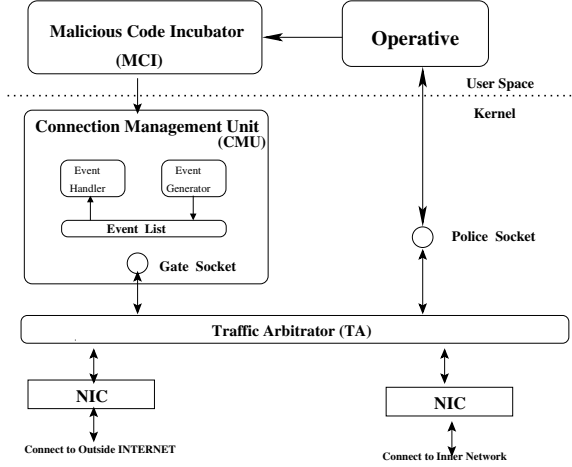 Malicious Code Incubator
(MCI)
Operative
User Space
Kernel
Connection Management Unit
(CMU)
Event
Handler
Event
Generator
Event List
Gate Socket
Police Socket
Traffic Arbitrator (TA)
NIC
NIC
Connect to Outside INTERNET
Connect to Inner Network